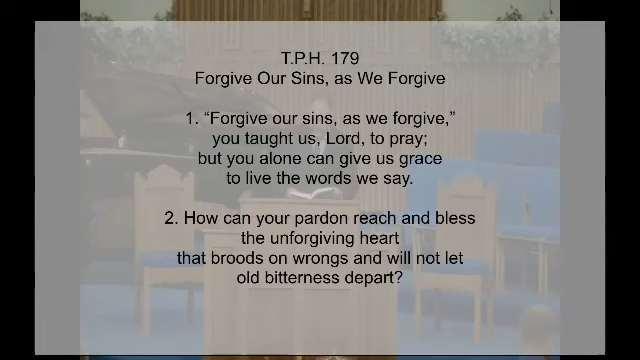 T.P.H. 179
Forgive Our Sins, as We Forgive
1. “Forgive our sins, as we forgive,”
you taught us, Lord, to pray;
but you alone can give us grace
to live the words we say.
2. How can your pardon reach and bless
the unforgiving heart
that broods on wrongs and will not let
old bitterness depart?